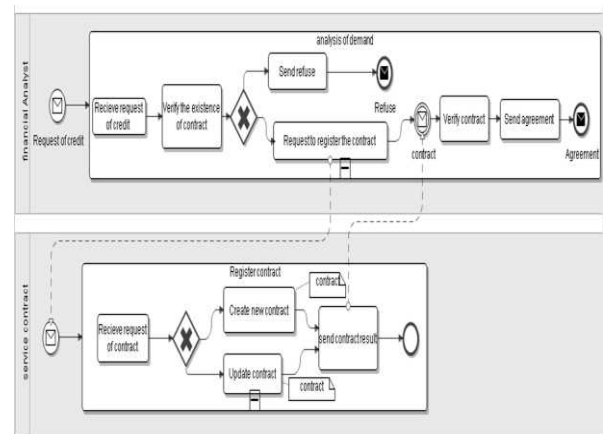 financial Analyst
analysis of demand
Send refuse
Recieve request
of credit
Verify the existence
of contract
Refuse
Request of credit
Request to register the contract
contract
Verify contract
Send agreement
Agreement
service contract
Register contract
contract
Create new contract
Recieve request
of contract
send contract result
Update contract
contract